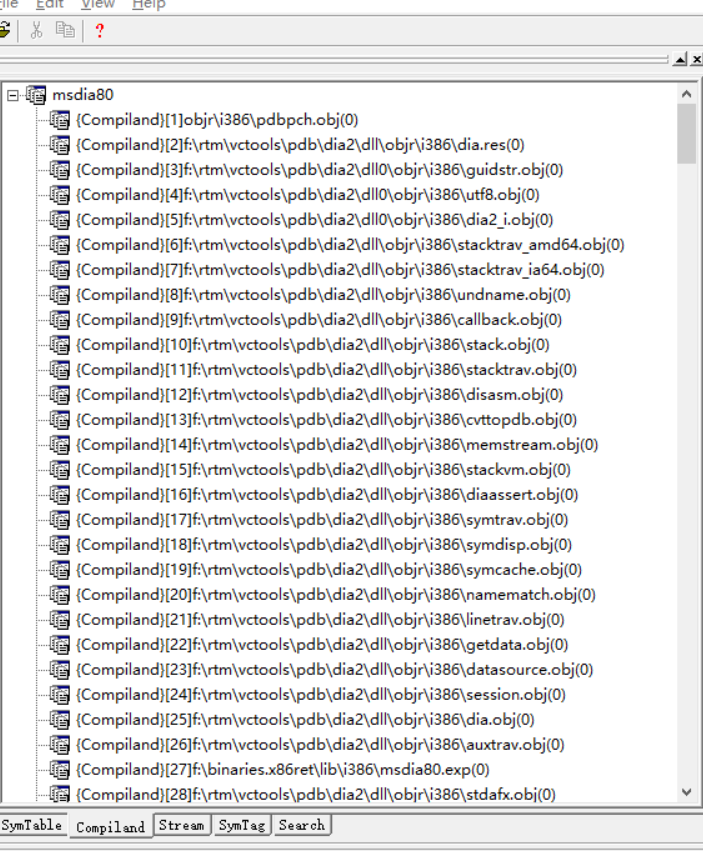 File Edit View Help
?
msdia80
{Compiland}[1]objr\i386\pdbpch.obj(0)
{Compiland}[2]f:\rtm\vctools\pdb\dia2\dll\objr\i386\dia.res(0)
{Compiland}[3]f:\rtm\vctools\pdb\dia2\dll0\objr\i386\guidstr.obj(0)
{Compiland}[4]f:\rtm\vctools\pdb\dia2\dll0\objr\i386\utf8.obj(0)
{Compiland}[5]f:\rtm\vctools\pdb\dia2\dll0\objr\i386\dia2_i.obj(0)
{Compiland}[6]f:\rtm\vctools\pdb\dia2\dll\objr\i386\stacktrav_amd64.obj(0)
{Compiland}[7]f:\rtm\vctools\pdb\dia2\dll\objr\i386\stacktrav_ia64.obj(0)
{Compiland}[8]f:\rtm\vctools\pdb\dia2\dll\objr\i386\undname.obj(0)
{Compiland}[9]f:\rtm\vctools\pdb\dia2\dll\objr\i386\callback.obj(0)
{Compiland}[10]f:\rtm\vctools\pdb\dia2\dll\objr\i386\stack.obj(0)
{Compiland}[11]f:\rtm\vctools\pdb\dia2\dll\objr\i386\stacktrav.obj(0)
{Compiland}[12]f:\rtm\vctools\pdb\dia2\dll\objr\i386\disasm.obj(0)
{Compiland}[13]f:\rtm\vctools\pdb\dia2\dll\objr\i386\cvttopdb.obj(0)
{Compiland}[14]f:\rtm\vctools\pdb\dia2\dll\objr\i386\memstream.obj(0)
{Compiland}[15]f:\rtm\vctools\pdb\dia2\dll\objr\i386\stackvm.obj(0)
{Compiland}[16]f:\rtm\vctools\pdb\dia2\dll\objr\i386\diaassert.obj(0)
{Compiland}[17]f:\rtm\vctools\pdb\dia2\dll\objr\i386\symtrav.obj(0)
{Compiland}[18]f:\rtm\vctools\pdb\dia2\dll\objr\i386\symdisp.obj(0)
{Compiland}[19]f:\rtm\vctools\pdb\dia2\dll\objr\i386\symcache.obj(0)
{Compiland}[20]f:\rtm\vctools\pdb\dia2\dll\objr\i386\namematch.obj(0)
{Compiland}[21]f:\rtm\vctools\pdb\dia2\dll\objr\i386\linetrav.obj(0)
{Compiland}[22]f:\rtm\vctools\pdb\dia2\dll\objr\i386\getdata.obj(0)
{Compiland}[23]f:\rtm\vctools\pdb\dia2\dll\objr\i386\datasource.obj(0)
{Compiland}[24]f:\rtm\vctools\pdb\dia2\dll\objr\i386\session.obj(0)
{Compiland}[25]f:\rtm\vctools\pdb\dia2\dll\objr\i386\dia.obj(0)
{Compiland}[26]f:\rtm\vctools\pdb\dia2\dll\objr\i386\auxtrav.obj(0)
{Compiland}[27]f:\binaries.x86ret\lib\i386\msdia80.exp(0)
{Compiland}[28]f:\rtm\vctools\pdb\dia2\dll\objr\i386\stdafx.obj(0)
SymTable Compiland Stream SymTag Search